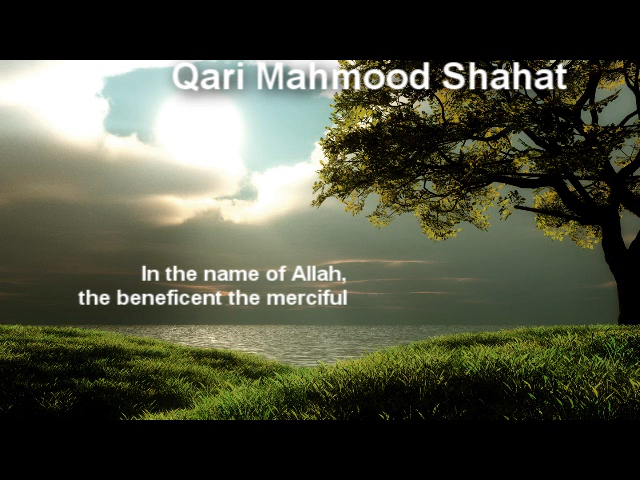 Qari Mahmood Shahat
In the name of Allah,
the beneficent the merciful